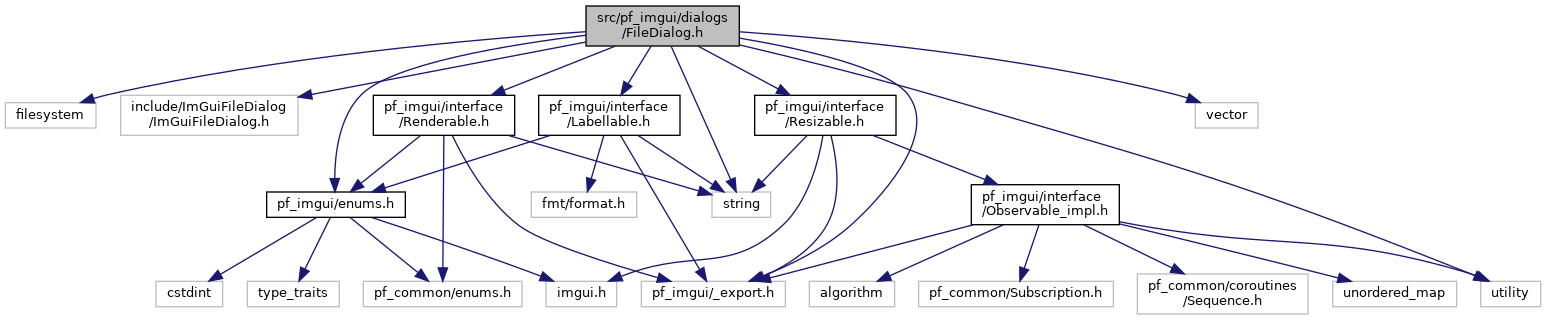 src/pf_imgui/dialogs
/FileDialog.h
filesystem
include/ImGuiFileDialog
/ImGuiFileDialog.h
pf_imgui/interface
/Renderable.h
pf_imgui/interface
/Labellable.h
pf_imgui/interface
/Resizable.h
vector
pf_imgui/enums.h
fmt/format.h
string
pf_imgui/interface
/Observable_impl.h
cstdint
type_traits
pf_common/enums.h
imgui.h
pf_imgui/_export.h
algorithm
pf_common/Subscription.h
pf_common/coroutines
/Sequence.h
unordered_map
utility